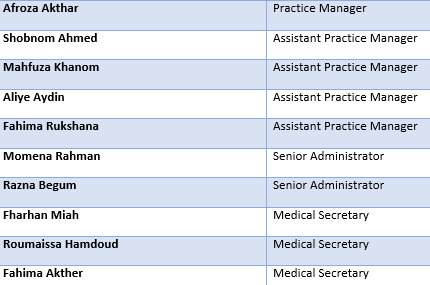 Afroza Akthar Practice Manager
Shobnom Ahmed Assistant Practice Manager
Mahfuza Khanom Assistant Practice Manager
Aliye Aydin Assistant Practice Manager
Fahima Rukshana Assistant Practice Manager
Momena Rahman Senior Administrator
Razna Begum Senior Administrator
Fharhan Miah Medical Secretary
Roumaissa Hamdoud Medical Secretary
Fahima Akther Medical Secretary